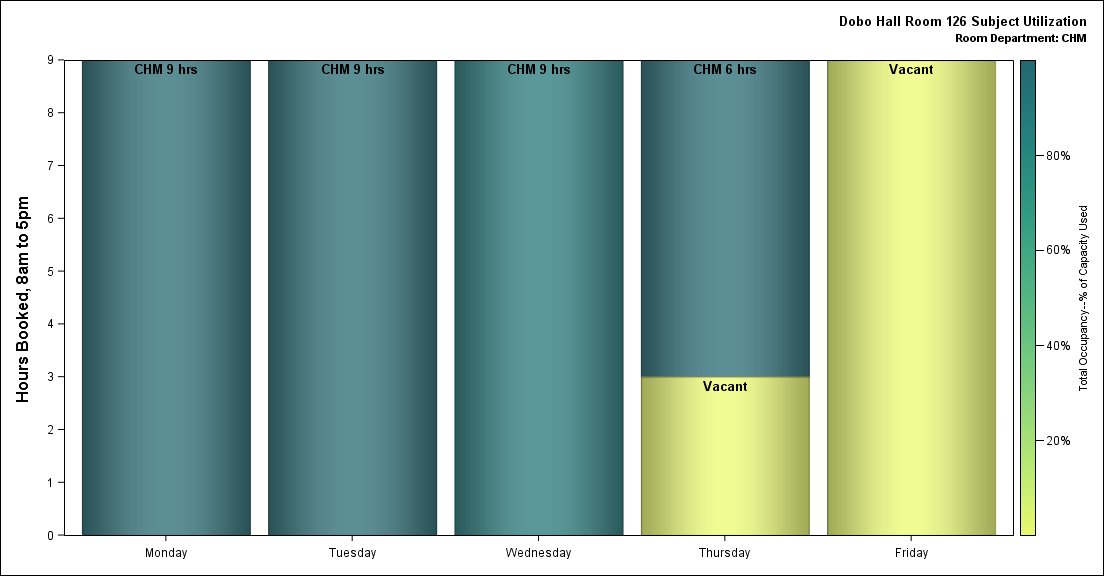 Dobo Hall Room 126 Subject Utilization
Room Department: CHM
Hours Booked, 8am to 5pm
9
8
7
6
5
4
3
2
1
0
CHM 9 hrs
CHM 9 hrs
CHM 9 hrs
CHM 6 hrs
Vacant
Vacant
Monday
Tuesday
Wednesday
Thursday
Friday
80%
60%
40%
20%
Total Occupancy--% of Capacity Used